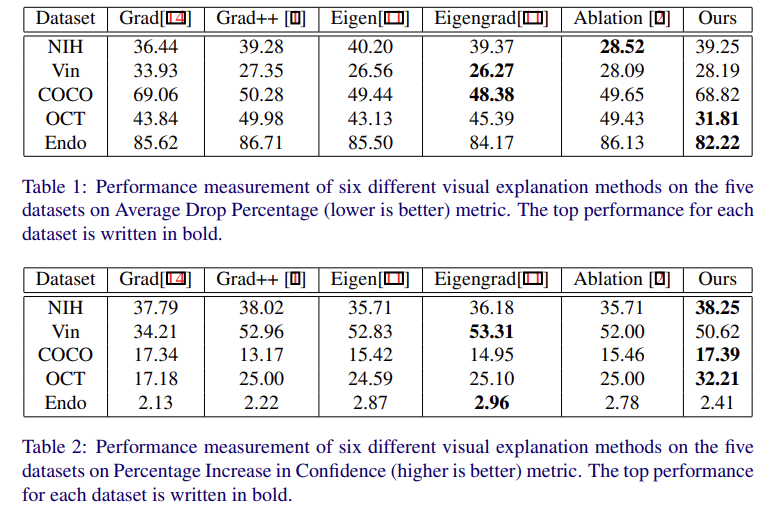 Dataset Grad[14] Grad++ [1] Eigen[11] Eigengrad[11] Ablation [2] Ours
NIH 36.44 39.28 40.20 39.37 28.52 39.25
Vin 33.93 27.35 26.56 26.27 28.09 28.19
COCO 69.06 50.28 49.44 48.38 49.65 68.82
OCT 43.84 49.98 43.13 45.39 49.43 31.81
Endo 85.62 86.71 85.50 84.17 86.13 82.22
Table 1: Performance measurement of six different visual explanation methods on the five
datasets on Average Drop Percentage (lower is better) metric. The top performance for each
dataset is written in bold.
Dataset Grad[14] Grad++ [1] Eigen[11] Eigengrad[11] Ablation [2] Ours
NIH 37.79 38.02 35.71 36.18 35.71 38.25
Vin 34.21 52.96 52.83 53.31 52.00 50.62
COCO 17.34 13.17 15.42 14.95 15.46 17.39
OCT 17.18 25.00 24.59 25.10 25.00 32.21
Endo 2.13 2.22 2.87 2.96 2.78 2.41
Table 2: Performance measurement of six different visual explanation methods on the five
datasets on Percentage Increase in Confidence (higher is better) metric. The top performance
for each dataset is written in bold.